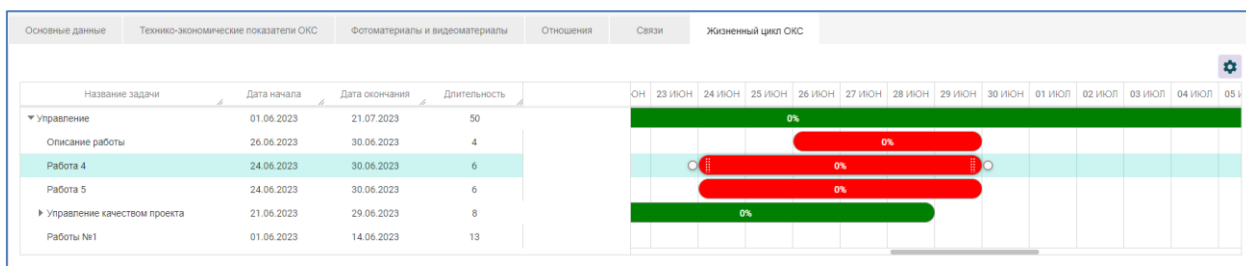 Основные данные Технико-экономические показатели ОКС Фотоматериалы и видеоматериалы Отношения Связи Жизненный цикл ОКС
Название задачи Дата начала Дата окончания Длительность ОН 23 ИЮН 24 ИЮН 25 ИЮН 26 ИЮН 27 ИЮН 28 ИЮН 29 ИЮН 30 ИЮН 01 ИЮЛ 02 ИЮЛ 03 ИЮЛ 04 ИЮЛ 05 И
Управление 01.06.2023 21.07.2023 50 0%
Описание работы 26.06.2023 30.06.2023 4 0%
Работа 4 24.06.2023 30.06.2023 6 0%
Работа 5 24.06.2023 30.06.2023 6 0%
Управление качеством проекта 21.06.2023 29.06.2023 8 0%
Работы №1 01.06.2023 14.06.2023 13